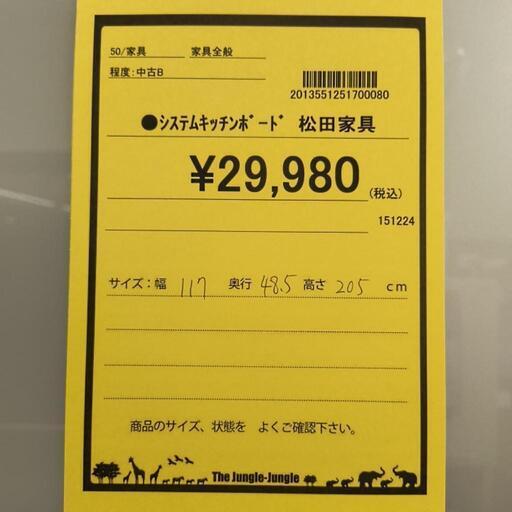 50/家具 家具全般
程度:中古B
2013551251700080
●ｼｽﾃﾑｷｯﾁﾝﾎﾞｰﾄﾞ 松田家具
¥29,980(税込)
151224
サイズ:幅 117 奥行 48.5 高さ 205 cm
商品のサイズ、状態を よくご確認下さい。
The Jungle-Jungle